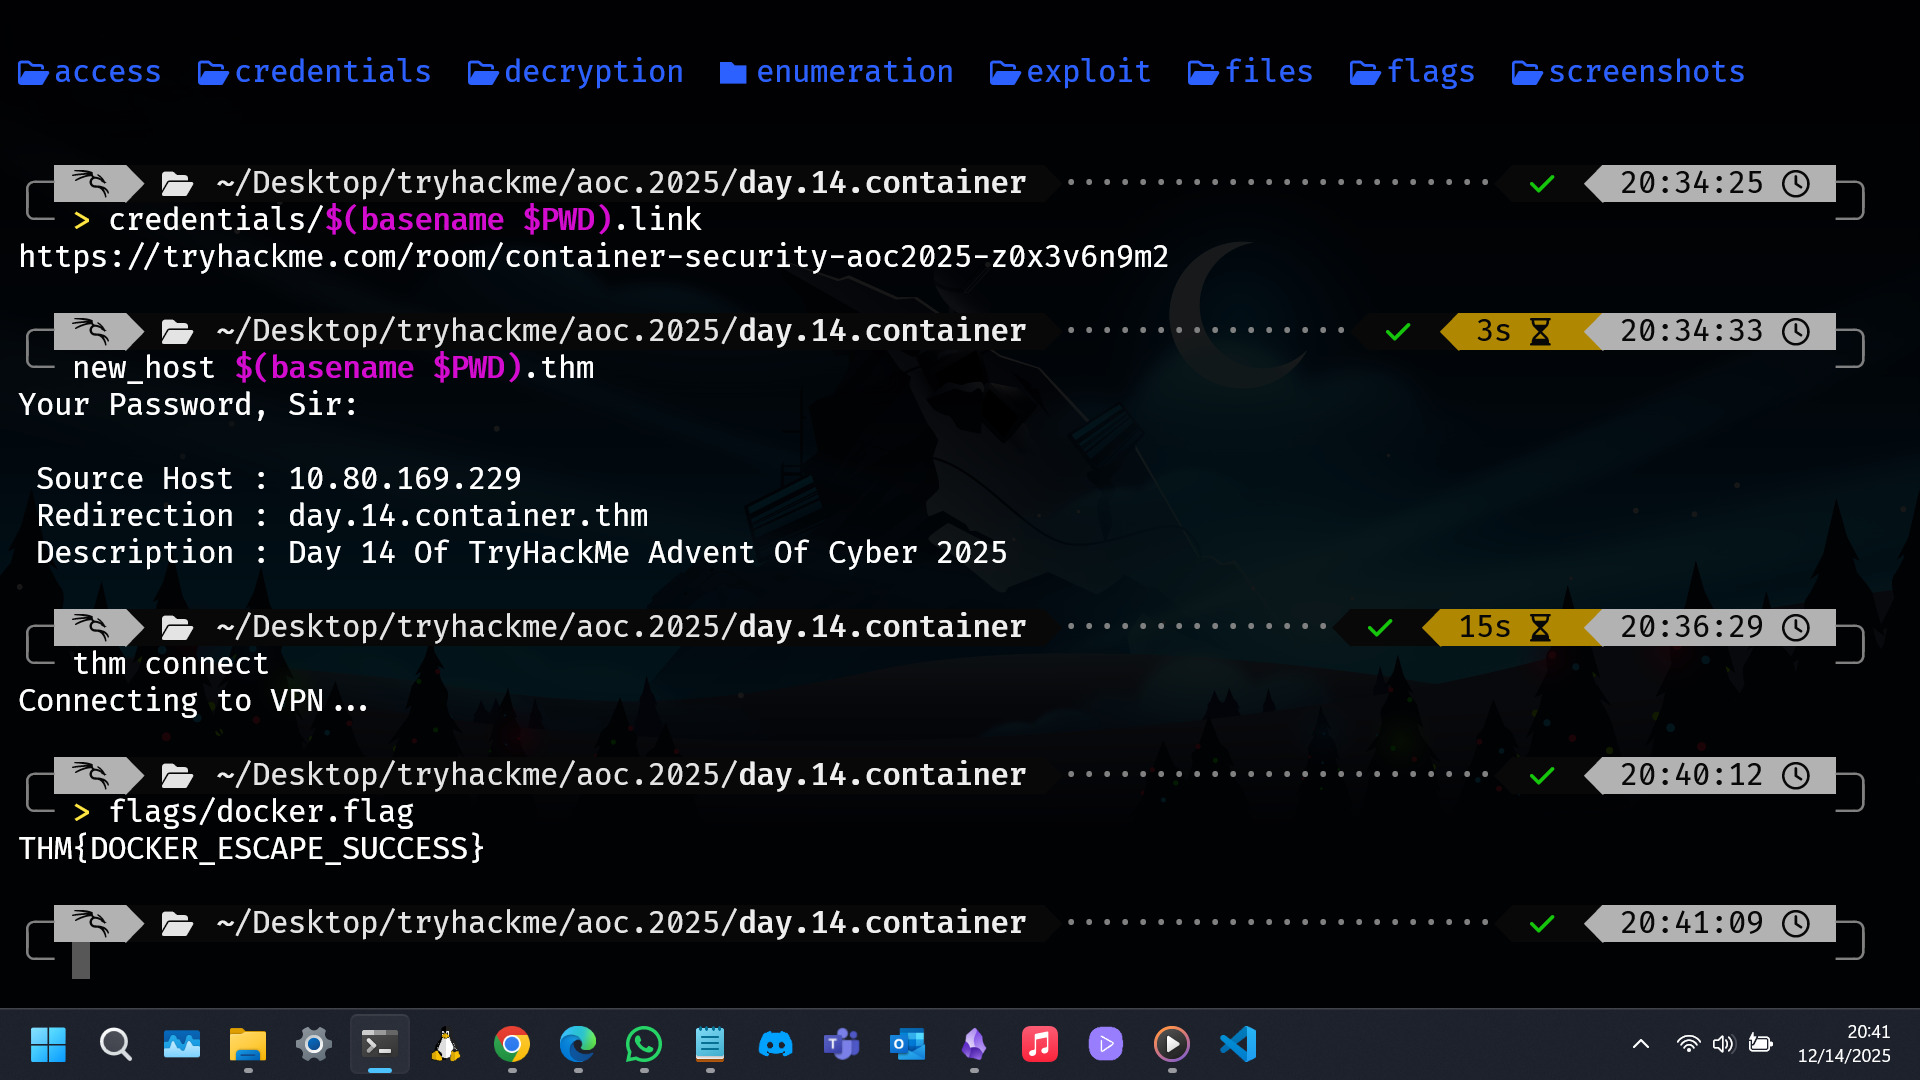 access credentials decryption enumeration exploit files flags screenshots
~/Desktop/tryhackme/aoc.2025/day.14.container 20:34:25
> credentials/$(basename $PWD).link
https://tryhackme.com/room/container-security-aoc2025-z0x3v6n9m2
~/Desktop/tryhackme/aoc.2025/day.14.container 3s 20:34:33
new_host $(basename $PWD).thm
Your Password, Sir:
Source Host : 10.80.169.229
Redirection : day.14.container.thm
Description : Day 14 Of TryHackMe Advent Of Cyber 2025
~/Desktop/tryhackme/aoc.2025/day.14.container 15s 20:36:29
thm connect
Connecting to VPN...
~/Desktop/tryhackme/aoc.2025/day.14.container 20:40:12
> flags/docker.flag
THM{DOCKER_ESCAPE_SUCCESS}
~/Desktop/tryhackme/aoc.2025/day.14.container 20:41:09
20:41
12/14/2025